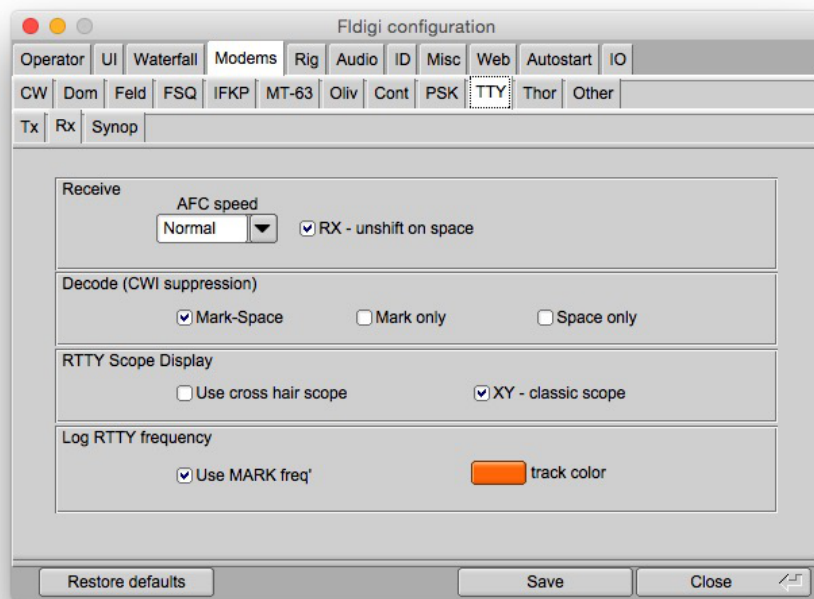 Fldigi configuration
Operator UI Waterfall Modems Rig Audio ID Misc Web Autostart IO
CW Dom Feld FSQ IFKP MT-63 Oliv Cont PSK TTY Thor Other
Tx Rx Synop
Receive
AFC speed
Normal RX - unshift on space
Decode (CWI suppression)
Mark-Space Mark only Space only
RTTY Scope Display
Use cross hair scope XY - classic scope
Log RTTY frequency
Use MARK freq' track color
Restore defaults Save Close